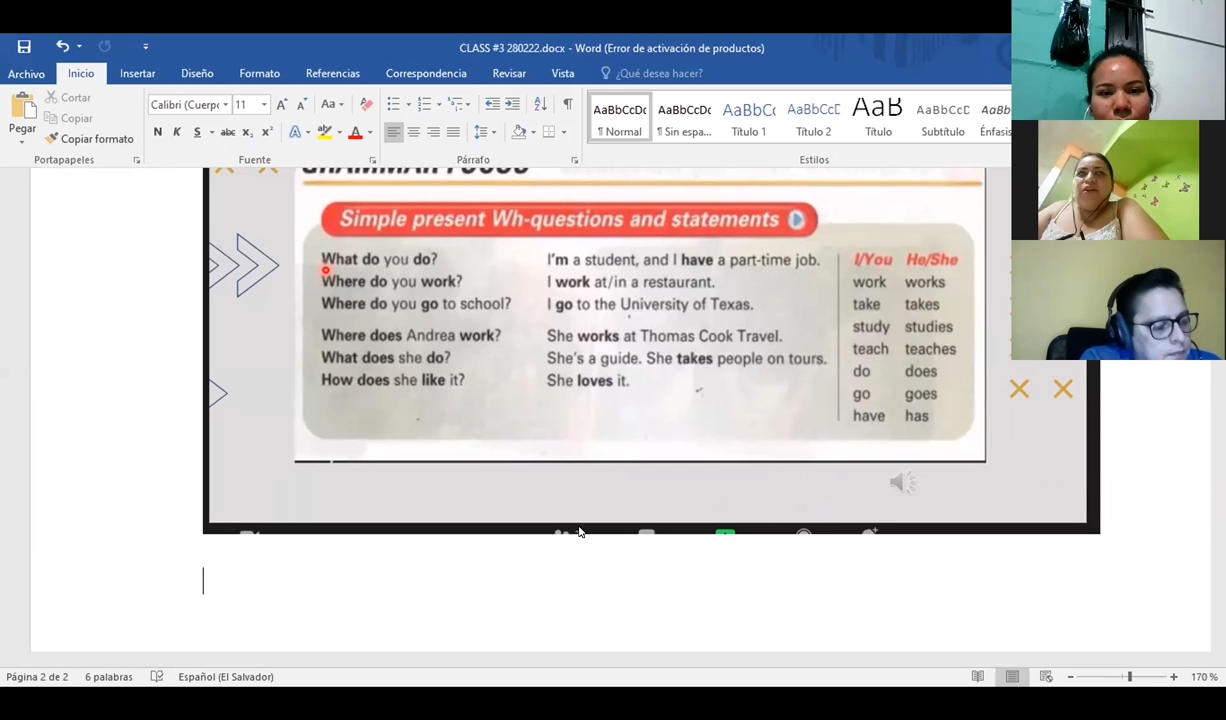 CLASS #3 280222.docx - Word (Error de activación de productos)
Archivo Inicio Insertar Diseño Formato Referencias Correspondencia Revisar Vista ¿Qué desea hacer?
Pegar
Cortar
Copiar
Copiar formato
Portapapeles
Calibri (Cuerpo 11
N K S abc x₂ x²
Fuente
Párrafo
AaBbCcDc AaBbCcDc AaBbCc AaBbCcD AaB AaBbCcD
¶ Normal ¶ Sin espa... Título 1 Título 2 Título Subtítulo Énfasis
Estilos
GRAMMAR FOCUS
Simple present Wh-questions and statements
What do you do? I'm a student, and I have a part-time job.
Where do you work? I work at/in a restaurant.
Where do you go to school? I go to the University of Texas.
Where does Andrea work? She works at Thomas Cook Travel.
What does she do? She's a guide. She takes people on tours.
How does she like it? She loves it.
I/You He/She
work works
take takes
study studies
teach teaches
do does
go goes
have has
Página 2 de 2 6 palabras Español (El Salvador) 170 %